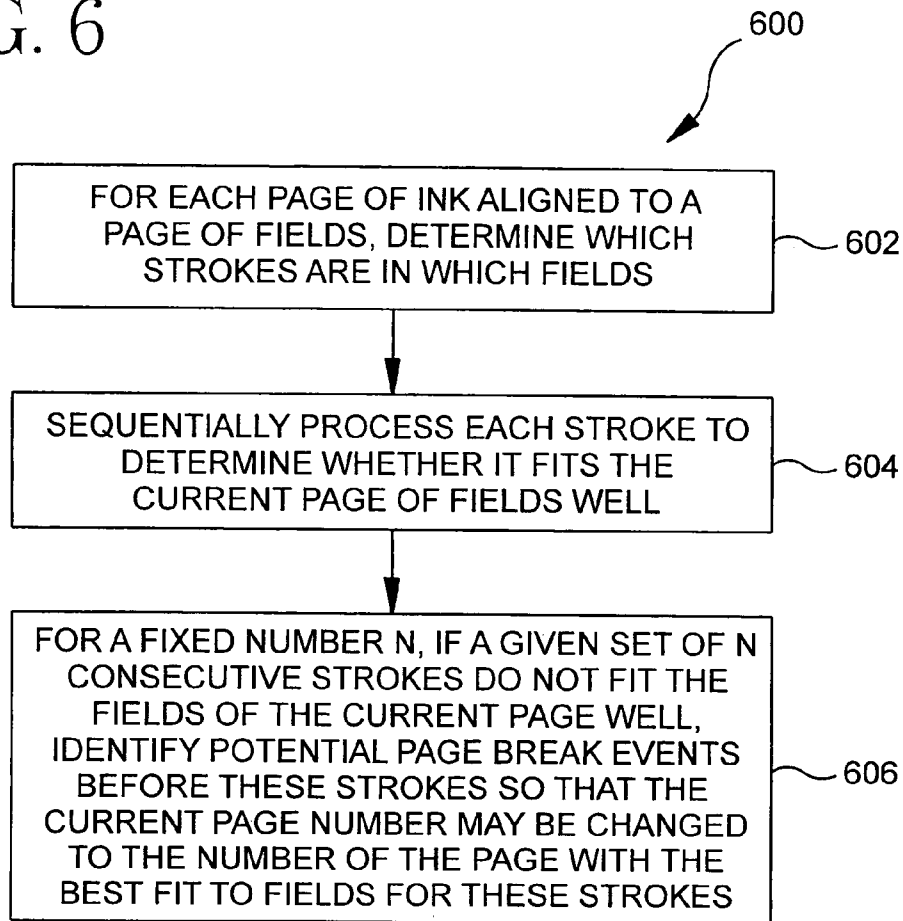 G. 6
600
FOR EACH PAGE OF INK ALIGNED TO A
PAGE OF FIELDS, DETERMINE WHICH
STROKES ARE IN WHICH FIELDS
602
SEQUENTIALLY PROCESS EACH STROKE TO
DETERMINE WHETHER IT FITS THE
CURRENT PAGE OF FIELDS WELL
604
FOR A FIXED NUMBER N, IF A GIVEN SET OF N
CONSECUTIVE STROKES DO NOT FIT THE
FIELDS OF THE CURRENT PAGE WELL,
IDENTIFY POTENTIAL PAGE BREAK EVENTS
BEFORE THESE STROKES SO THAT THE
CURRENT PAGE NUMBER MAY BE CHANGED
TO THE NUMBER OF THE PAGE WITH THE
BEST FIT TO FIELDS FOR THESE STROKES
606